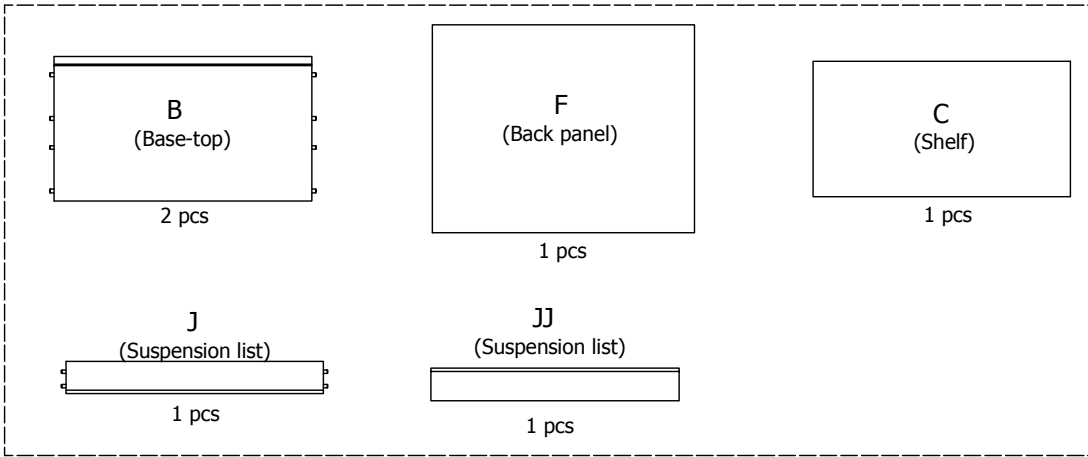 B
(Base-top)
2 pcs
F
(Back panel)
1 pcs
C
(Shelf)
1 pcs
J
(Suspension list)
1 pcs
JJ
(Suspension list)
1 pcs